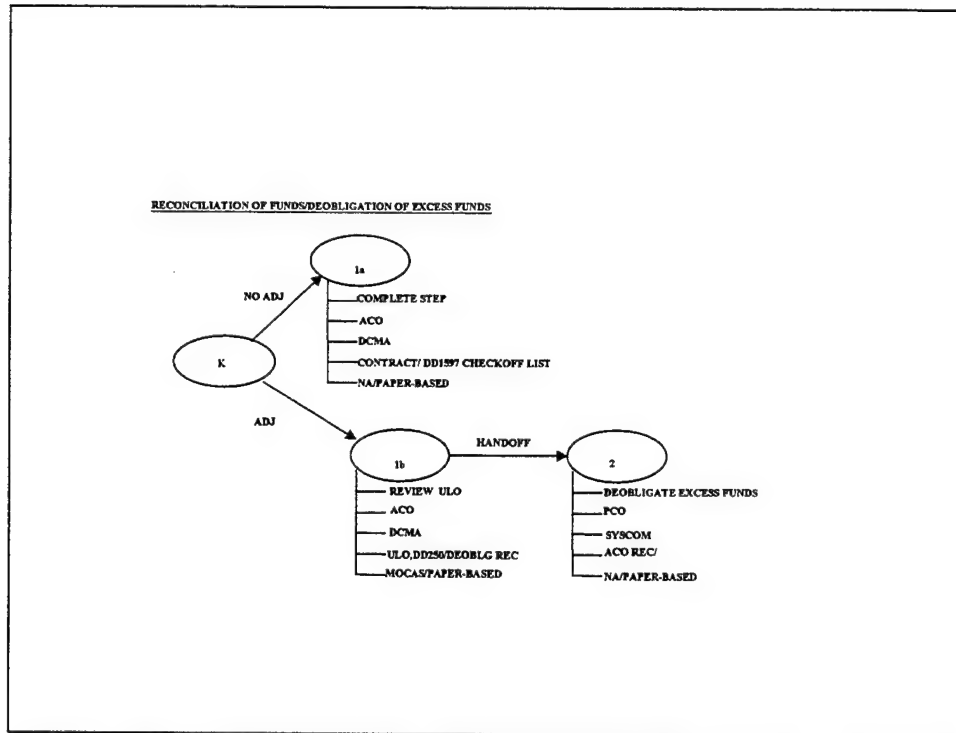 RECONCILIATION OF FUNDS/DEOBLIGATION OF EXCESS FUNDS
1a
NO ADJ
COMPLETE STEP
ACO
DCMA
CONTRACT/ DD1597 CHECKOFF LIST
NA/PAPER-BASED
K
ADJ
HANDOFF
1b
REVIEW ULO
ACO
DCMA
ULO,DD250/DEOBLG REC
MOCAS/PAPER-BASED
2
DEOBLIGATE EXCESS FUNDS
PCO
SYSCOM
ACO REC/
NA/PAPER-BASED